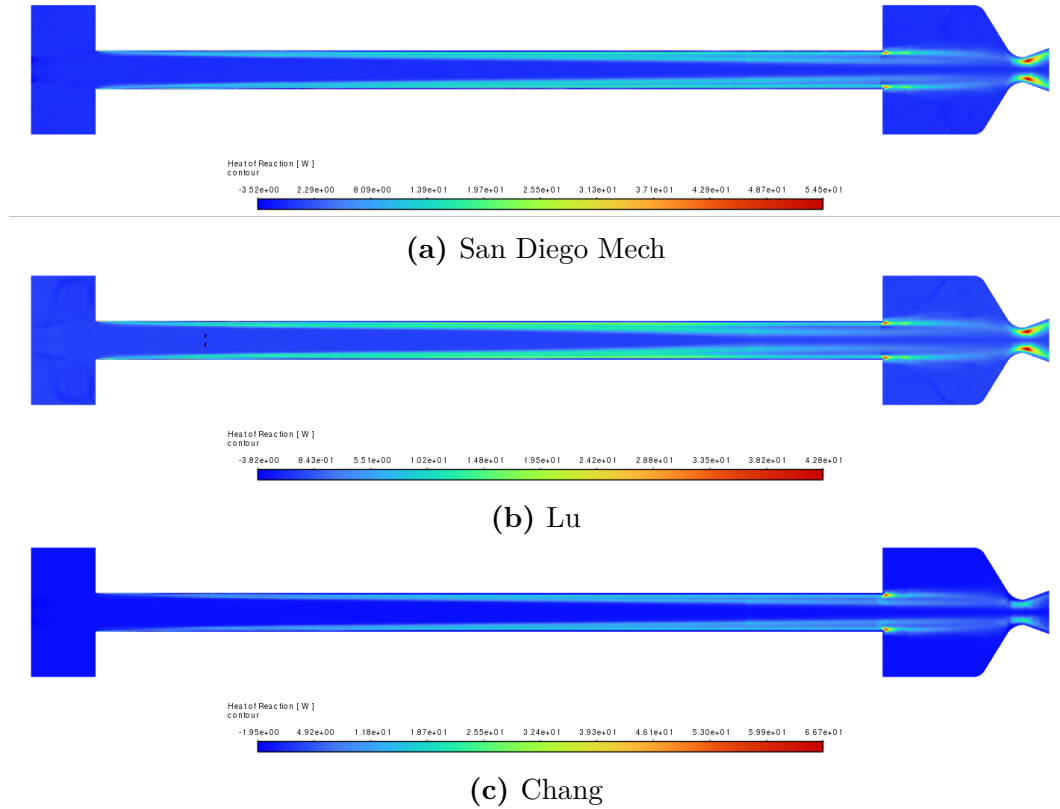 Heat of Reaction [ W ]
contour
-3.52e+00 2.29e+00 8.09e+00 1.39e+01 1.97e+01 2.55e+01 3.13e+01 3.71e+01 4.29e+01 4.87e+01 5.45e+01
(a) San Diego Mech
Heat of Reaction [ W ]
contour
-3.82e+00 8.43e-01 5.51e+00 1.02e+01 1.48e+01 1.95e+01 2.42e+01 2.88e+01 3.35e+01 3.82e+01 4.28e+01
(b) Lu
Heat of Reaction [ W ]
contour
-1.95e+00 4.92e+00 1.18e+01 1.87e+01 2.55e+01 3.24e+01 3.93e+01 4.61e+01 5.30e+01 5.99e+01 6.67e+01
(c) Chang